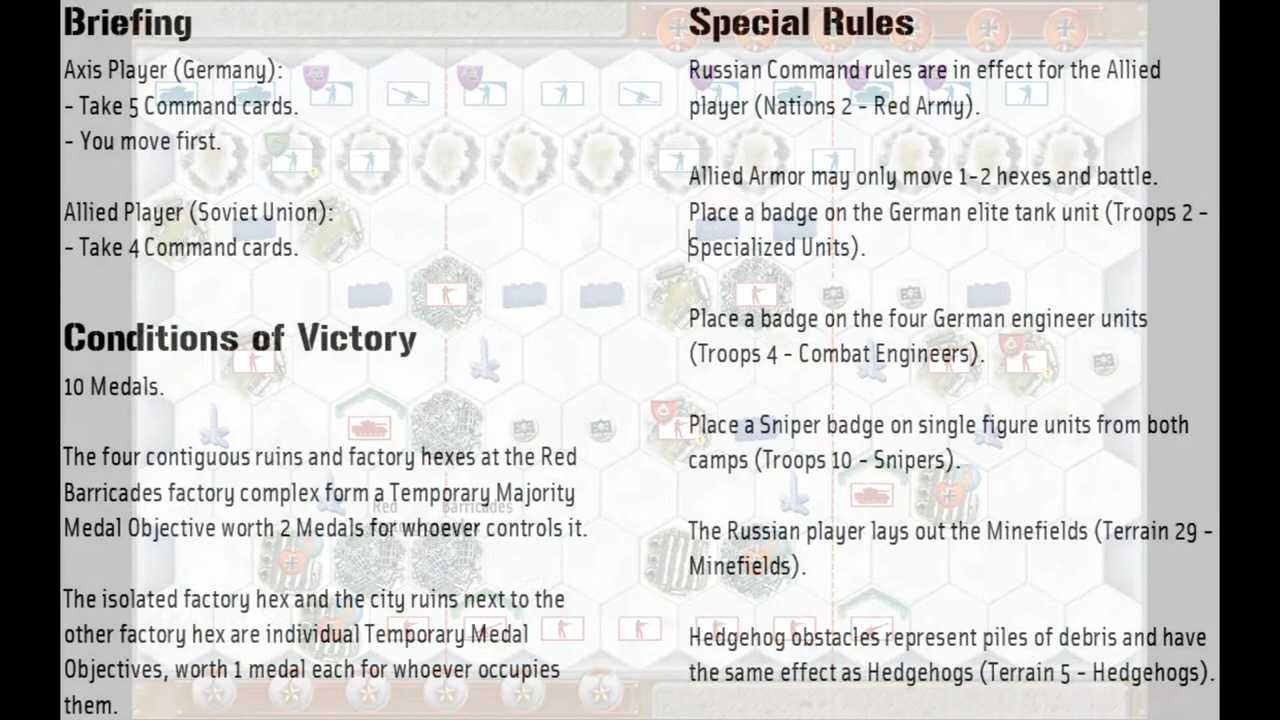 Briefing
Axis Player (Germany):
- Take 5 Command cards.
- You move first.
Allied Player (Soviet Union):
- Take 4 Command cards.
Conditions of Victory
10 Medals.
The four contiguous ruins and factory hexes at the Red
Barricades factory complex form a Temporary Majority
Medal Objective worth 2 Medals for whoever controls it.
The isolated factory hex and the city ruins next to the
other factory hex are individual Temporary Medal
Objectives, worth 1 medal each for whoever occupies
them.
Red Barricades
Special Rules
Russian Command rules are in effect for the Allied
player (Nations 2 - Red Army).
Allied Armor may only move 1-2 hexes and battle.
Place a badge on the German elite tank unit (Troops 2 -
Specialized Units).
Place a badge on the four German engineer units
(Troops 4 - Combat Engineers).
Place a Sniper badge on single figure units from both
camps (Troops 10 - Snipers).
The Russian player lays out the Minefields (Terrain 29 -
Minefields).
Hedgehog obstacles represent piles of debris and have
the same effect as Hedgehogs (Terrain 5 - Hedgehogs).